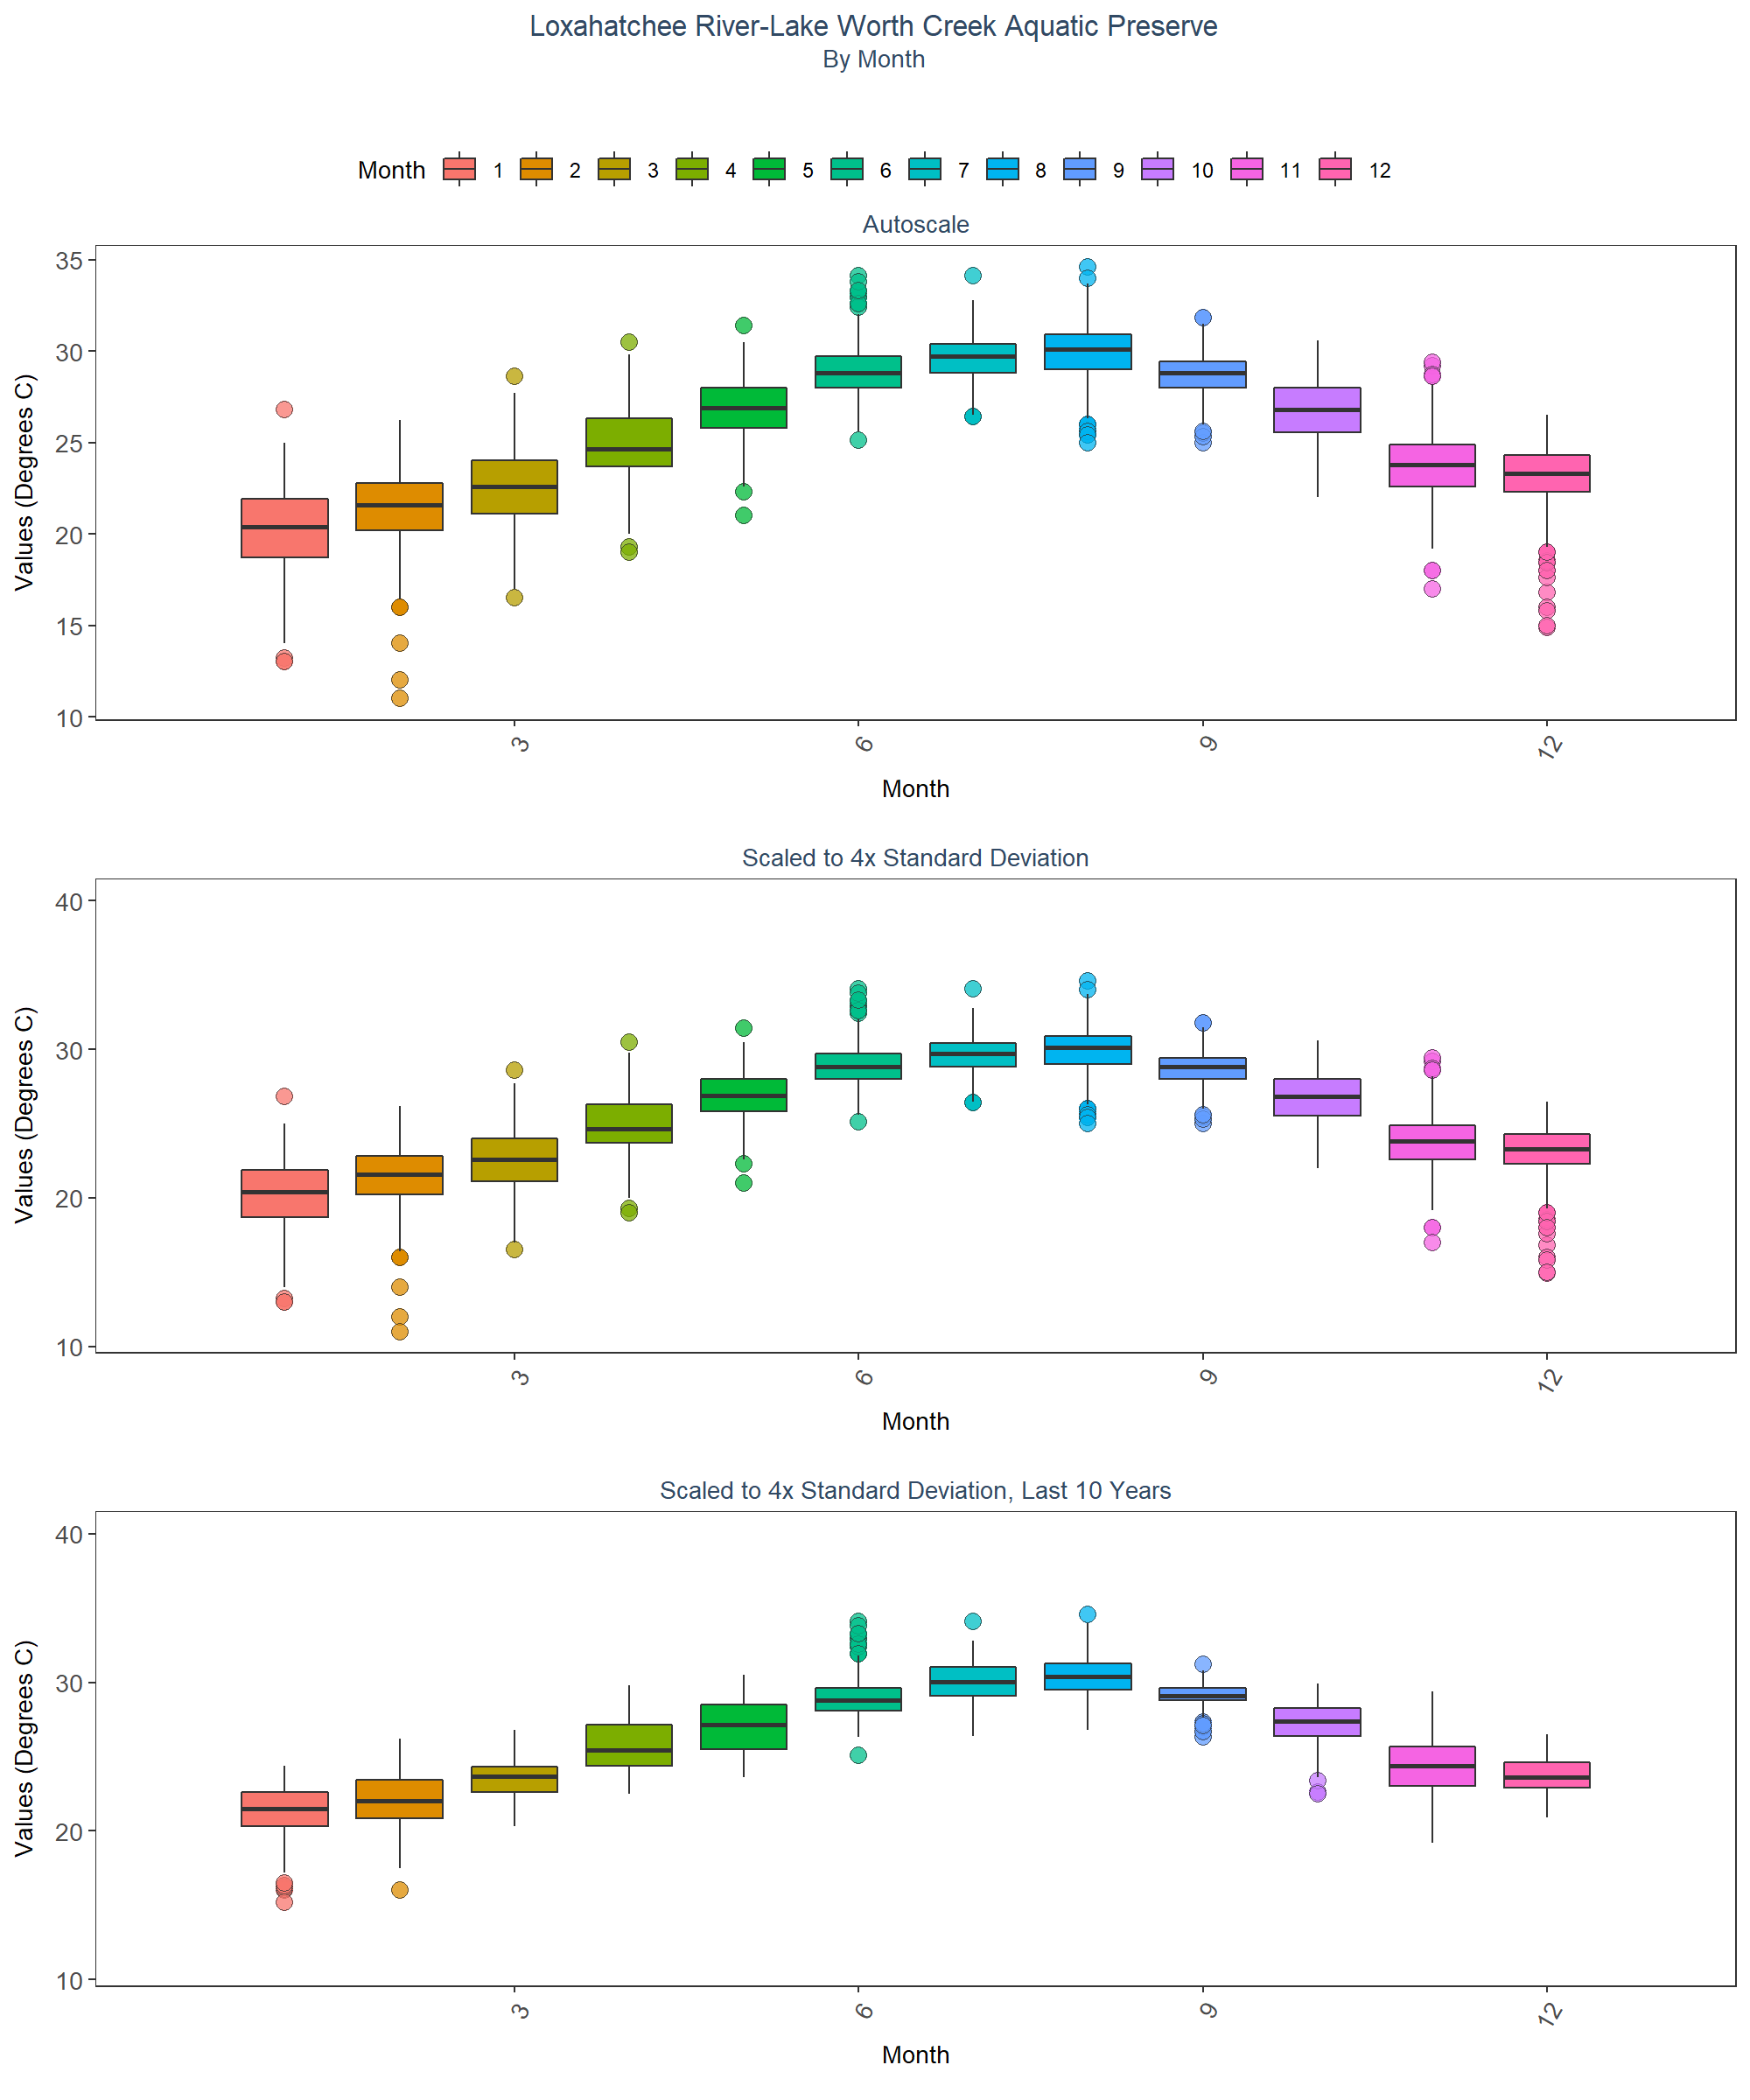 Loxahatchee River-Lake Worth Creek Aquatic Preserve
By Month
Month 1 2 3 4 5 6 7 8 9 10 11 12
Autoscale
Values (Degrees C)
35
30
25
20
15
10
3 6 9 12
Month
Scaled to 4x Standard Deviation
Values (Degrees C)
40
30
20
10
3 6 9 12
Month
Scaled to 4x Standard Deviation, Last 10 Years
Values (Degrees C)
40
30
20
10
3 6 9 12
Month